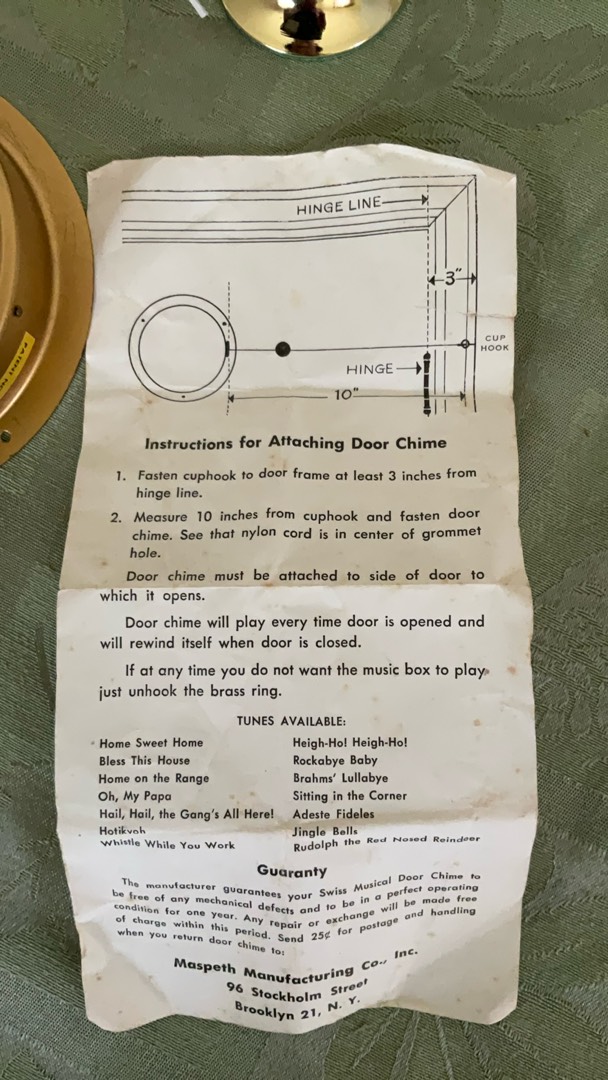 HINGE LINE
3"
CUP
HOOK
HINGE
10"
Instructions for Attaching Door Chime
1. Fasten cuphook to door frame at least 3 inches from
hinge line.
2. Measure 10 inches from cuphook and fasten door
chime. See that nylon cord is in center of grommet
hole.
Door chime must be attached to side of door to
which it opens.
Door chime will play every time door is opened and
will rewind itself when door is closed.
If at any time you do not want the music box to play
just unhook the brass ring.
TUNES AVAILABLE:
Home Sweet Home
Bless This House
Home on the Range
Oh, My Papa
Hail, Hail, the Gang's All Here!
Hatikvah
Whistle While You Work
Heigh-Ho! Heigh-Ho!
Rockabye Baby
Brahms' Lullabye
Sitting in the Corner
Adeste Fideles
Jingle Bells
Rudolph the Red Nosed Reindeer
Guaranty
The manufacturer guarantees your Swiss Musical Door Chime to
be free of any mechanical defects and to be in a perfect operating
condition for one year. Any repair or exchange will be made free
of charge within this period. Send 25¢ for postage and handling
when you return door chime to:
Maspeth Manufacturing Co., Inc.
96 Stockholm Street
Brooklyn 21, N. Y.